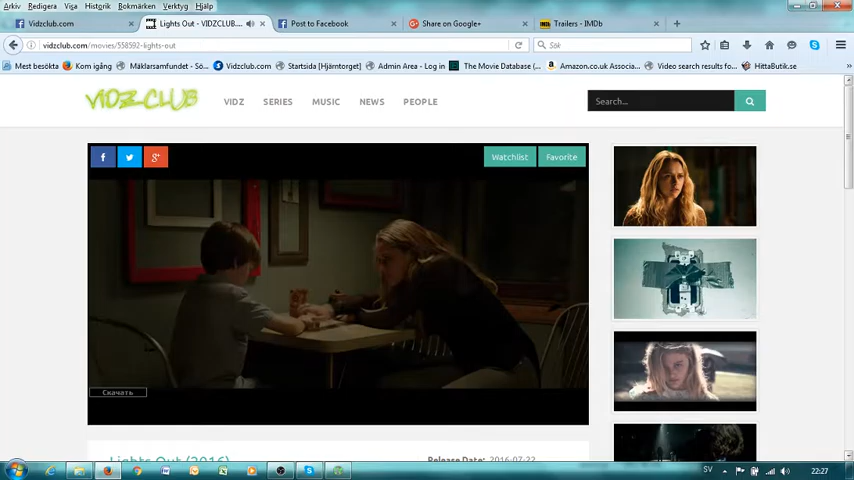 Arkiv Redigera Visa Historik Bokmärken Verktyg Hjälp
Vidzclub.com
Lights Out - VIDZCLUB....
Post to Facebook
Share on Google+
Trailers - IMDb
vidzclub.com/movies/558592-lights-out
Sök
Mest besökta
Kom igång
Mäklarsamfundet - Sö...
Vidzclub.com
Startsida [Hjärntorget]
Admin Area - Log in
The Movie Database (...
Amazon.co.uk Associa...
Video search results fo...
HittaButik.se
VIDZCLUB
VIDZ SERIES MUSIC NEWS PEOPLE
Search...
Watchlist Favorite
Скачать
Lights Out (2016)
Release Date: 2016-07-22
SV
22:27